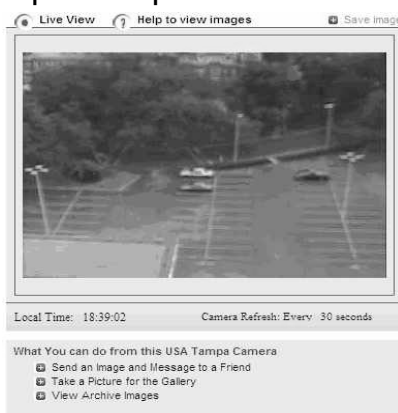 Live View ? Help to view images Save image
Local Time: 18:39:02 Camera Refresh: Every 30 seconds
What You can do from this USA Tampa Camera
Send an Image and Message to a Friend
Take a Picture for the Gallery
View Archive Images